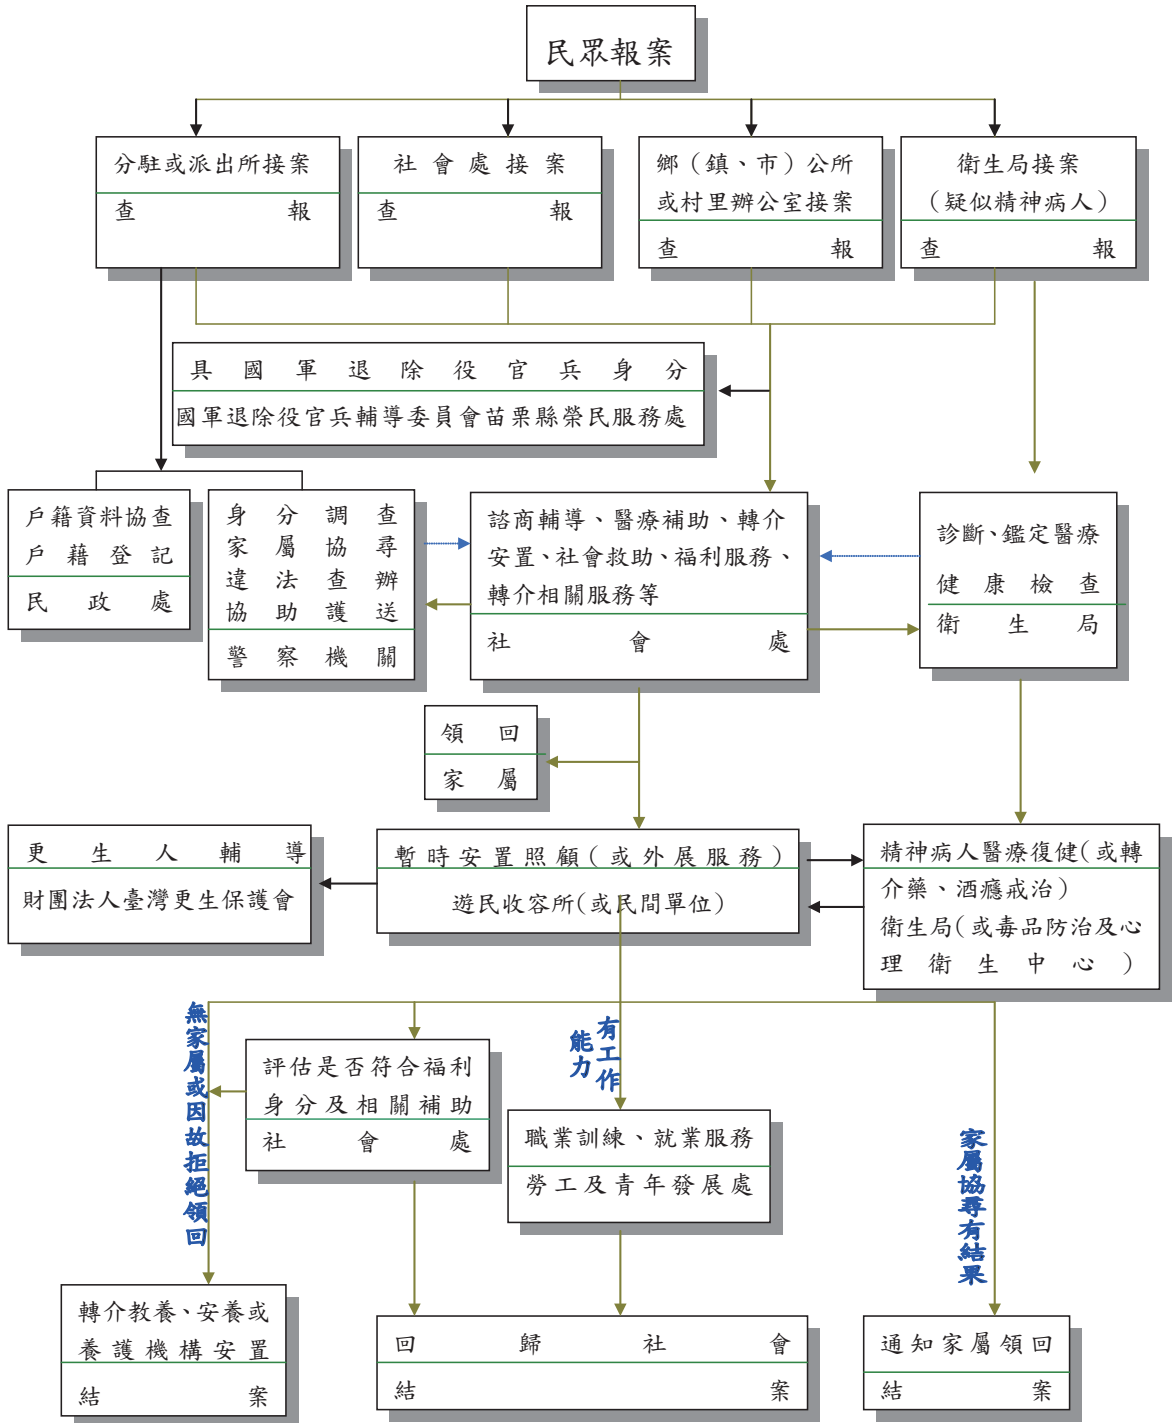 民眾報案
分駐或派出所接案
查報
社會處接案
查報
鄉（鎮、市）公所
或村里辦公室接案
查報
衛生局接案
（疑似精神病人）
查報
具國軍退除役官兵身分
國軍退除役官兵輔導委員會苗栗縣榮民服務處
戶籍資料協查
戶籍登記
民政處
身分調查
家屬協尋
違法查辦
協助護送
警察機關
諮商輔導、醫療補助、轉介
安置、社會救助、福利服務、
轉介相關服務等
社會處
診斷、鑑定醫療
健康檢查
衛生局
領回
家屬
更生人輔導
財團法人臺灣更生保護會
暫時安置照顧(或外展服務)
遊民收容所(或民間單位)
精神病人醫療復健(或轉
介藥、酒癮戒治)
衛生局(或毒品防治及心
理衛生中心)
無家屬或因故拒絕領回
評估是否符合福利
身分及相關補助
社會處
有工作
能力
職業訓練、就業服務
勞工及青年發展處
家屬協尋有結果
轉介教養、安養或
養護機構安置
結案
回歸社會
結案
通知家屬領回
結案